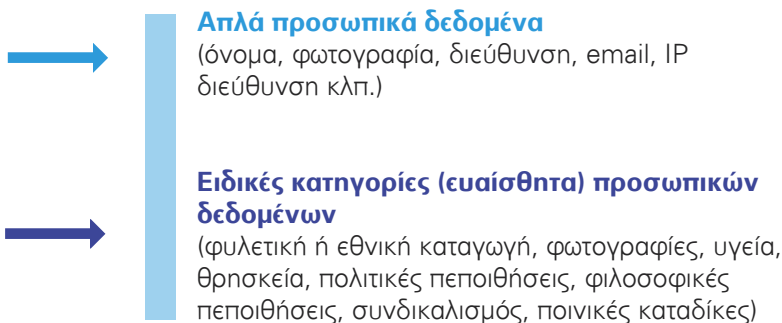 Απλά προσωπικά δεδομένα
(όνομα, φωτογραφία, διεύθυνση, email, IP
διεύθυνση κλπ.)
Ειδικές κατηγορίες (ευαίσθητα) προσωπικών
δεδομένων
(φυλετική ή εθνική καταγωγή, φωτογραφίες, υγεία,
θρησκεία, πολιτικές πεποιθήσεις, φιλοσοφικές
πεποιθήσεις, συνδικαλισμός, ποινικές καταδίκες)